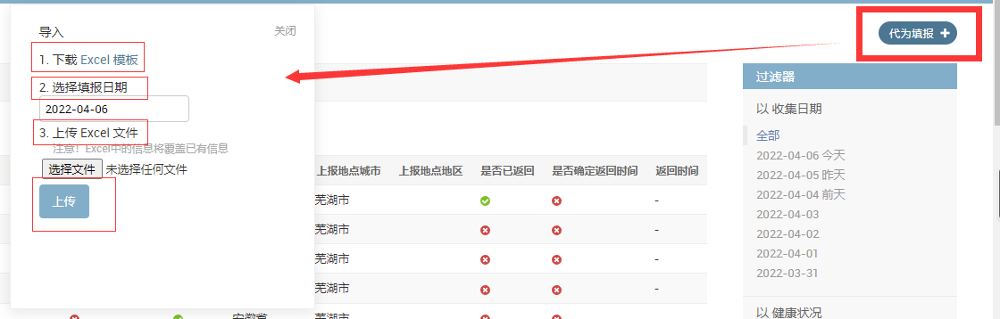 导入
关闭
1. 下载 Excel 模板
2. 选择填报日期
2022-04-06
3. 上传 Excel 文件
注意！Excel中的信息将覆盖已有信息
选择文件 未选择任何文件
上传
代为填报 +
过滤器
以 收集日期
全部
2022-04-06 今天
2022-04-05 昨天
2022-04-04 前天
2022-04-03
2022-04-02
2022-04-01
2022-03-31
以 健康状况
上报地点城市 上报地点地区 是否已返回 是否确定返回时间 返回时间
芜湖市 -
芜湖市 -
芜湖市 -
芜湖市 -
安徽省 芜湖市